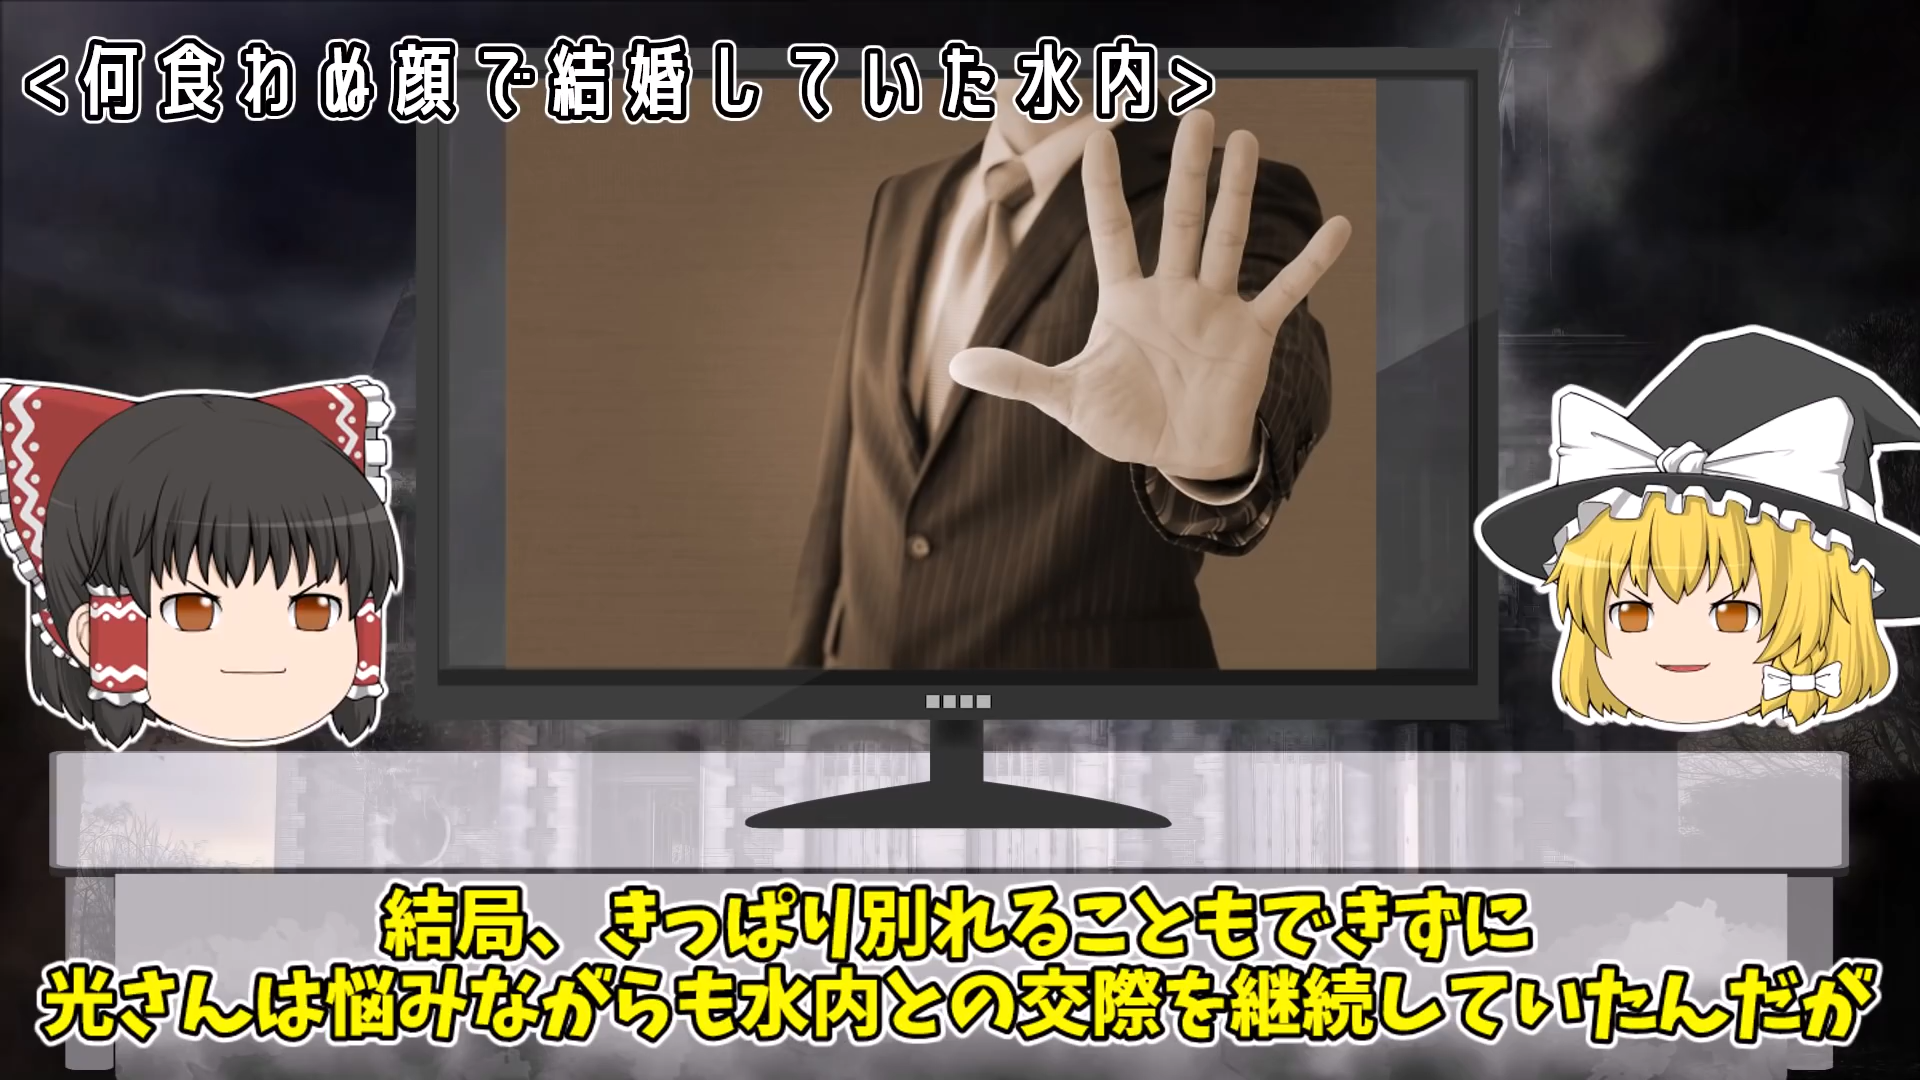 <何食わぬ顔で結婚していた水内>
結局、きっぱり別れることもできずに
光さんは悩みながらも水内との交際を継続していたんだが